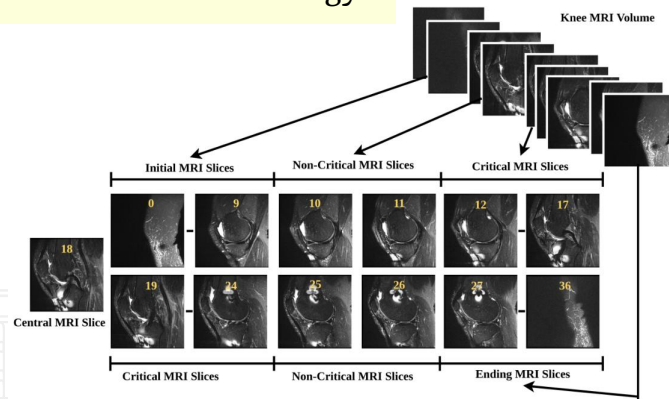 Knee MRI Volume
Initial MRI Slices
Non-Critical MRI Slices
Critical MRI Slices
0
9
10
11
12
17
18
Central MRI Slice
19
24
25
26
27
36
Critical MRI Slices
Non-Critical MRI Slices
Ending MRI Slices